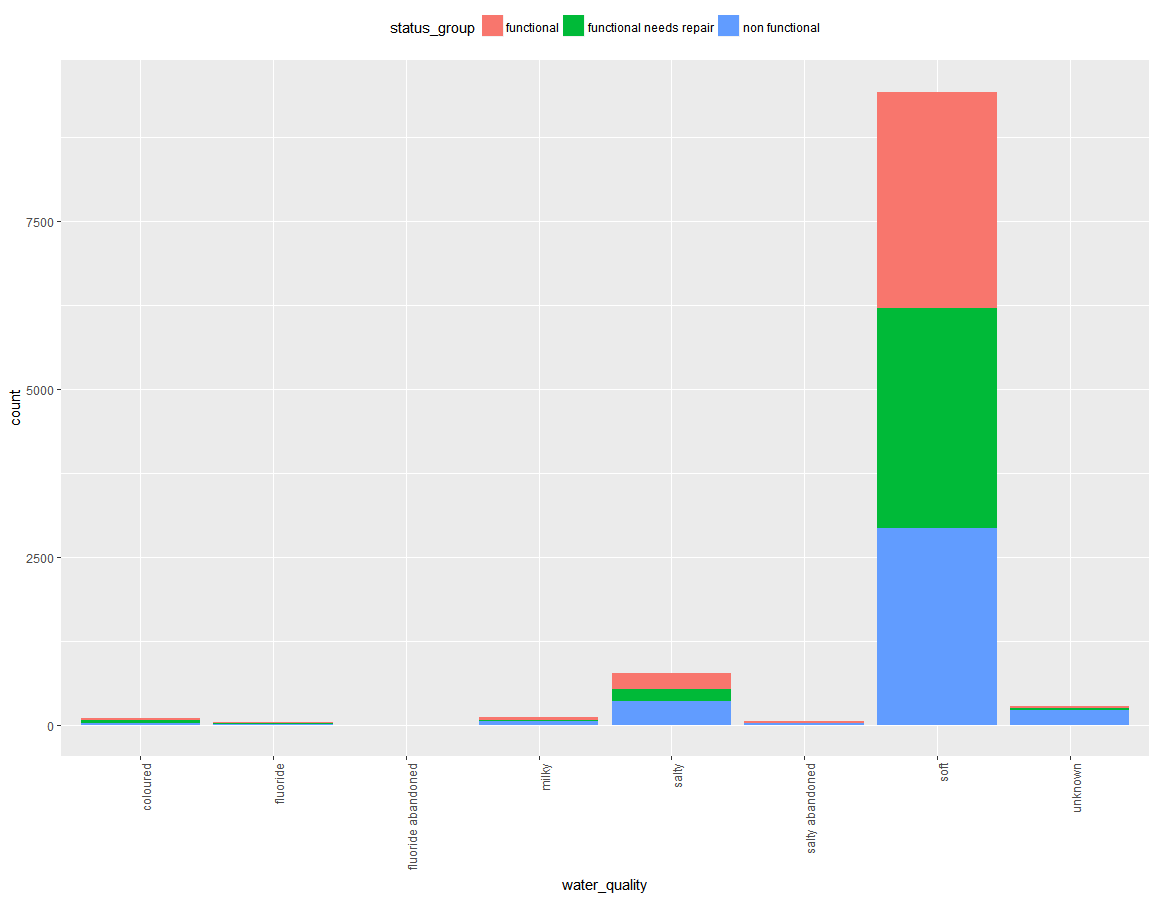 status_group functional functional needs repair non functional
7500
5000
2500
0
count
coloured
fluoride
fluoride abandoned
milky
salty
salty abandoned
soft
unknown
water_quality